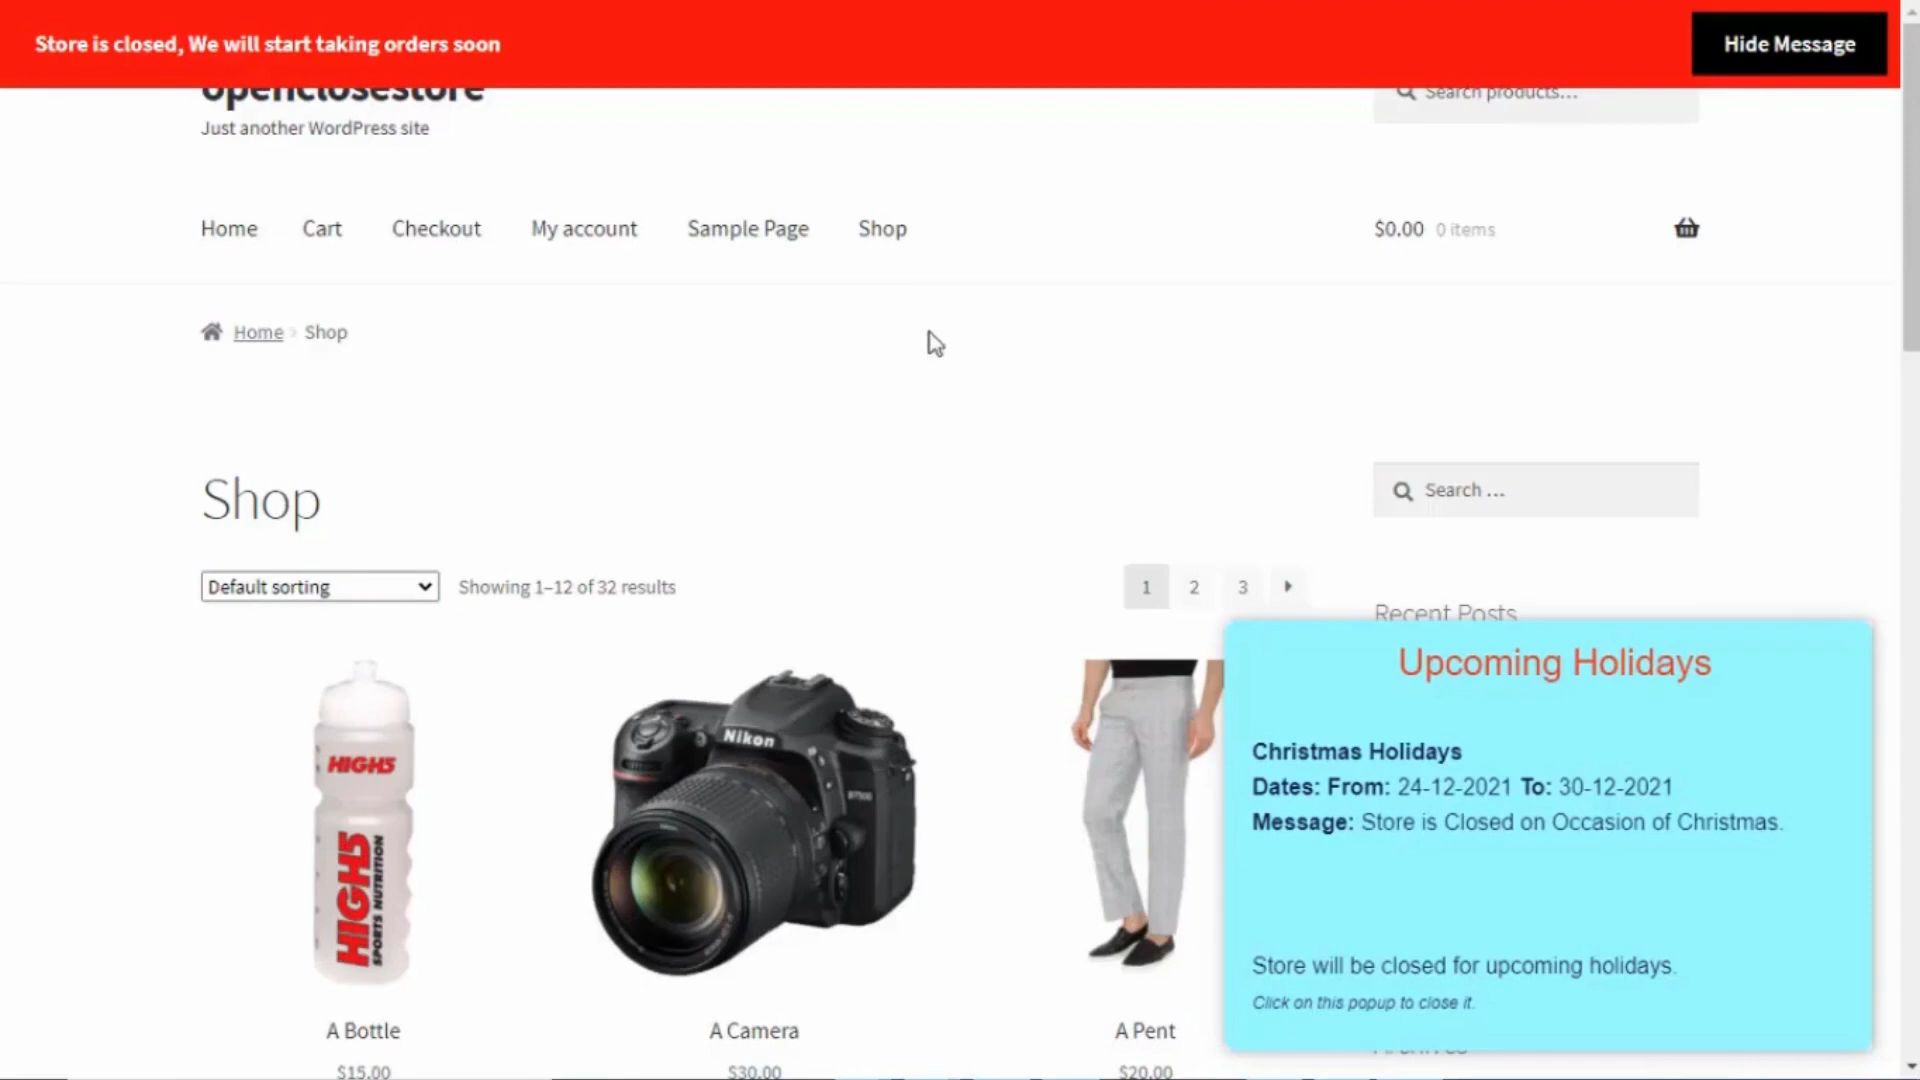 Store is closed, We will start taking orders soon
Hide Message
openclosestore
Search products...
Just another WordPress site
Home
Cart
Checkout
My account
Sample Page
Shop
$0.00 0 items
Home
Shop
Shop
Search ...
Default sorting
Showing 1–12 of 32 results
1
2
3
Recent Posts
Upcoming Holidays
Christmas Holidays
Dates: From: 24-12-2021 To: 30-12-2021
Message: Store is Closed on Occasion of Christmas.
Store will be closed for upcoming holidays.
Click on this popup to close it.
HIGH5
HIGH5
SPORTS NUTRITION
Nikon
D7500
A Bottle
A Camera
A Pent
$15.00
$30.00
$20.00